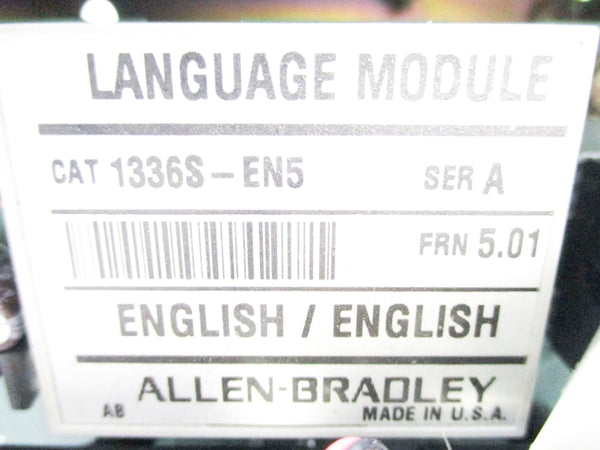 LANGUAGE MODULE
CAT 1336S-EN5 SER A
FRN 5.01
ENGLISH / ENGLISH
ALLEN-BRADLEY
AB MADE IN U.S.A.